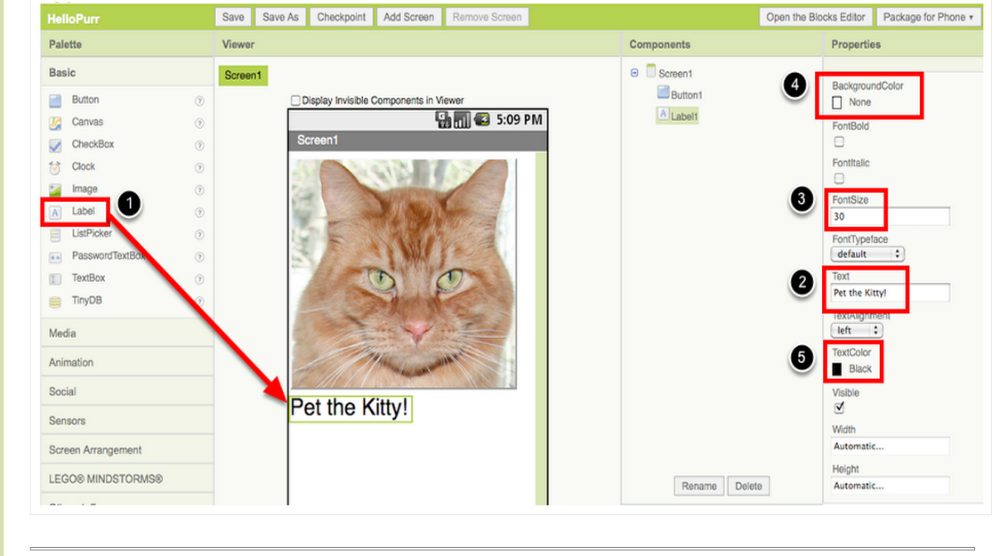 HelloPurr
Save
Save As
Checkpoint
Add Screen
Remove Screen
Open the Blocks Editor
Package for Phone
Palette
Basic
Button
Canvas
CheckBox
Clock
Image
Label
ListPicker
PasswordTextBox
TextBox
TinyDB
Media
Animation
Social
Sensors
Screen Arrangement
LEGO® MINDSTORMS®
1
Viewer
Screen1
Display Invisible Components in Viewer
5:09 PM
Screen1
Pet the Kitty!
Components
Screen1
Button1
Label1
Rename
Delete
Properties
4
BackgroundColor
None
FontBold
FontItalic
3
FontSize
30
FontTypeface
default
2
Text
Pet the Kitty!
TextAlignment
left
5
TextColor
Black
Visible
Width
Automatic...
Height
Automatic...